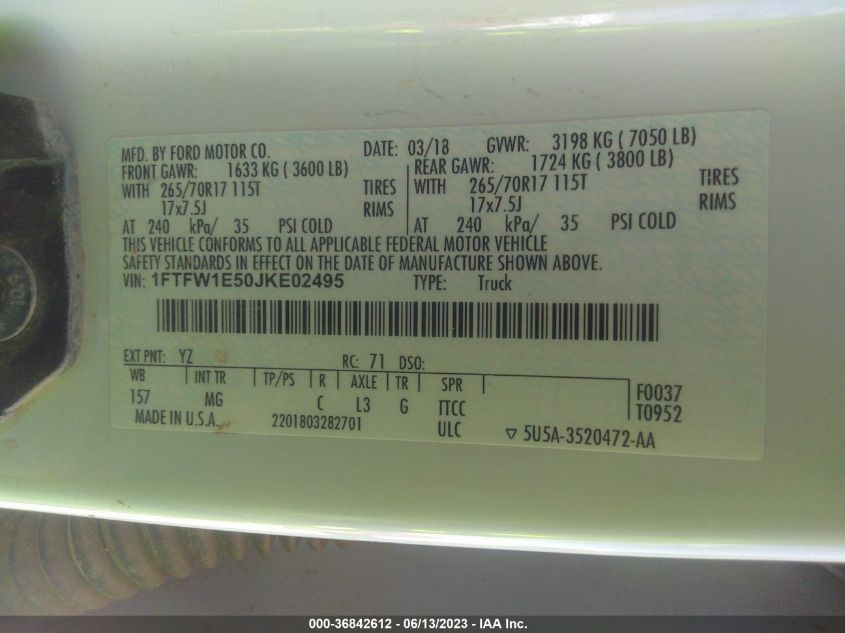 MFD. BY FORD MOTOR CO. DATE: 03/18 GVWR: 3198 KG ( 7050 LB)
FRONT GAWR: 1633 KG ( 3600 LB) REAR GAWR: 1724 KG ( 3800 LB)
WITH 265/70R17 115T TIRES WITH 265/70R17 115T TIRES
17x7.5J RIMS 17x7.5J RIMS
AT 240 kPa/ 35 PSI COLD AT 240 kPa/ 35 PSI COLD
THIS VEHICLE CONFORMS TO ALL APPLICABLE FEDERAL MOTOR VEHICLE
SAFETY STANDARDS IN EFFECT ON THE DATE OF MANUFACTURE SHOWN ABOVE.
VIN: 1FTFW1E50JKE02495 TYPE: Truck
EXT PNT: YZ RC: 71 DSO:
WB INT TR TP/PS R AXLE TR SPR F0037
157 MG C L3 G ITCC T0952
MADE IN U.S.A. 2201803282701 ULC ▽ 5U5A-3520472-AA
000-36842612 - 06/13/2023 - IAA Inc.